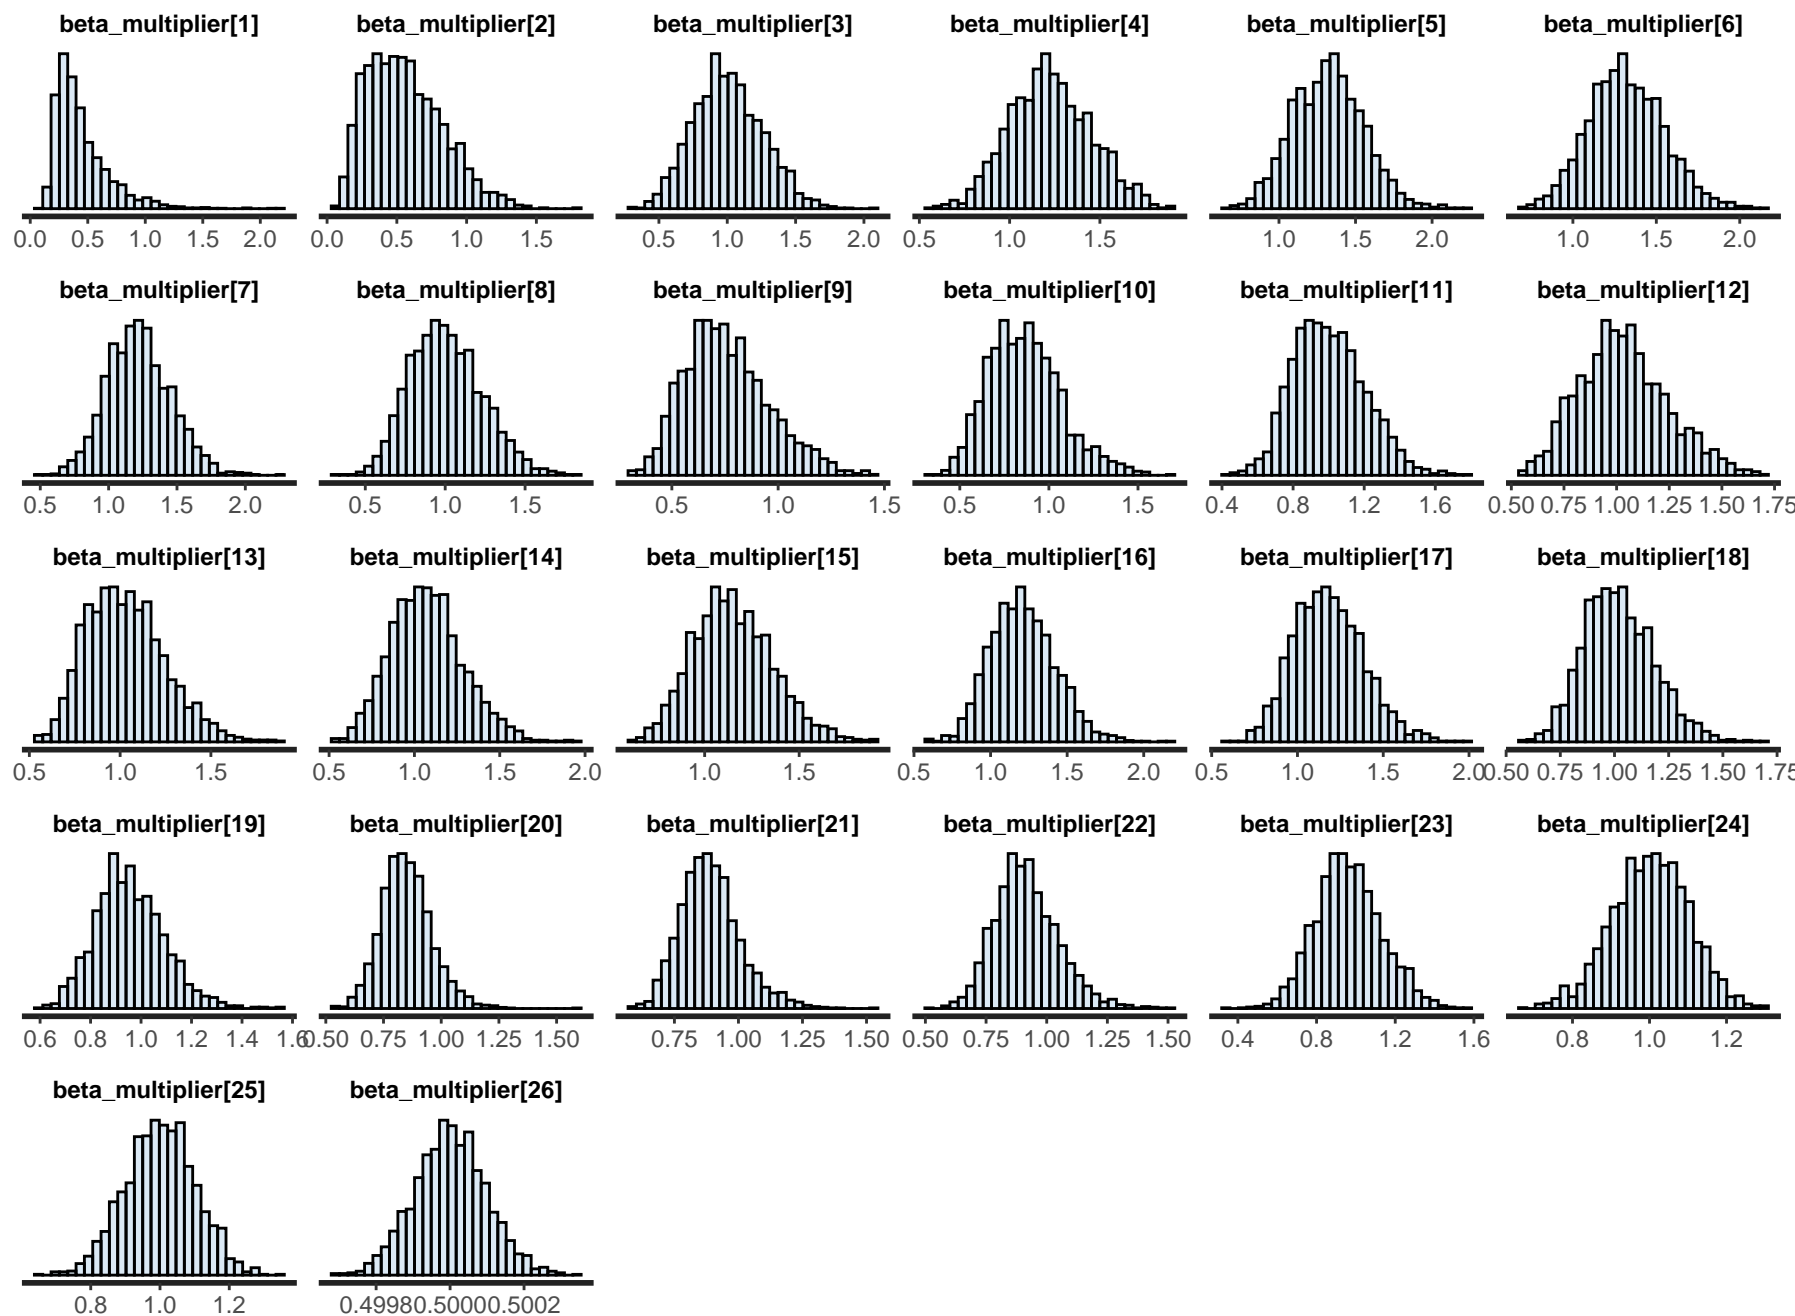 beta_multiplier[1] beta_multiplier[2] beta_multiplier[3] beta_multiplier[4] beta_multiplier[5] beta_multiplier[6]
0.0 0.5 1.0 1.5 2.0 0.0 0.5 1.0 1.5 0.5 1.0 1.5 2.0 0.5 1.0 1.5 1.0 1.5 2.0 1.0 1.5 2.0
beta_multiplier[7] beta_multiplier[8] beta_multiplier[9] beta_multiplier[10] beta_multiplier[11] beta_multiplier[12]
0.5 1.0 1.5 2.0 0.5 1.0 1.5 0.5 1.0 1.5 0.5 1.0 1.5 0.4 0.8 1.2 1.6 0.50 0.75 1.00 1.25 1.50 1.75
beta_multiplier[13] beta_multiplier[14] beta_multiplier[15] beta_multiplier[16] beta_multiplier[17] beta_multiplier[18]
0.5 1.0 1.5 0.5 1.0 1.5 2.0 1.0 1.5 0.5 1.0 1.5 2.0 0.5 1.0 1.5 2.0 0.50 0.75 1.00 1.25 1.50 1.75
beta_multiplier[19] beta_multiplier[20] beta_multiplier[21] beta_multiplier[22] beta_multiplier[23] beta_multiplier[24]
0.6 0.8 1.0 1.2 1.4 1.6 0.50 0.75 1.00 1.25 1.50 0.75 1.00 1.25 1.50 0.50 0.75 1.00 1.25 1.50 0.4 0.8 1.2 1.6 0.8 1.0 1.2
beta_multiplier[25] beta_multiplier[26]
0.8 1.0 1.2 0.4998 0.5000 0.5002